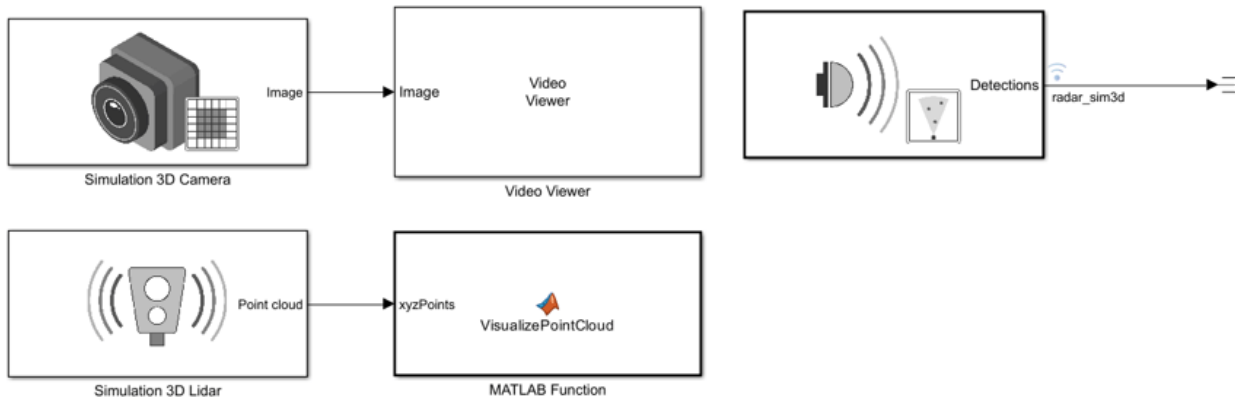 Image
Image
Video
Viewer
Detections
radar_sim3d
Simulation 3D Camera
Video Viewer
Point cloud
xyzPoints
VisualizePointCloud
Simulation 3D Lidar
MATLAB Function